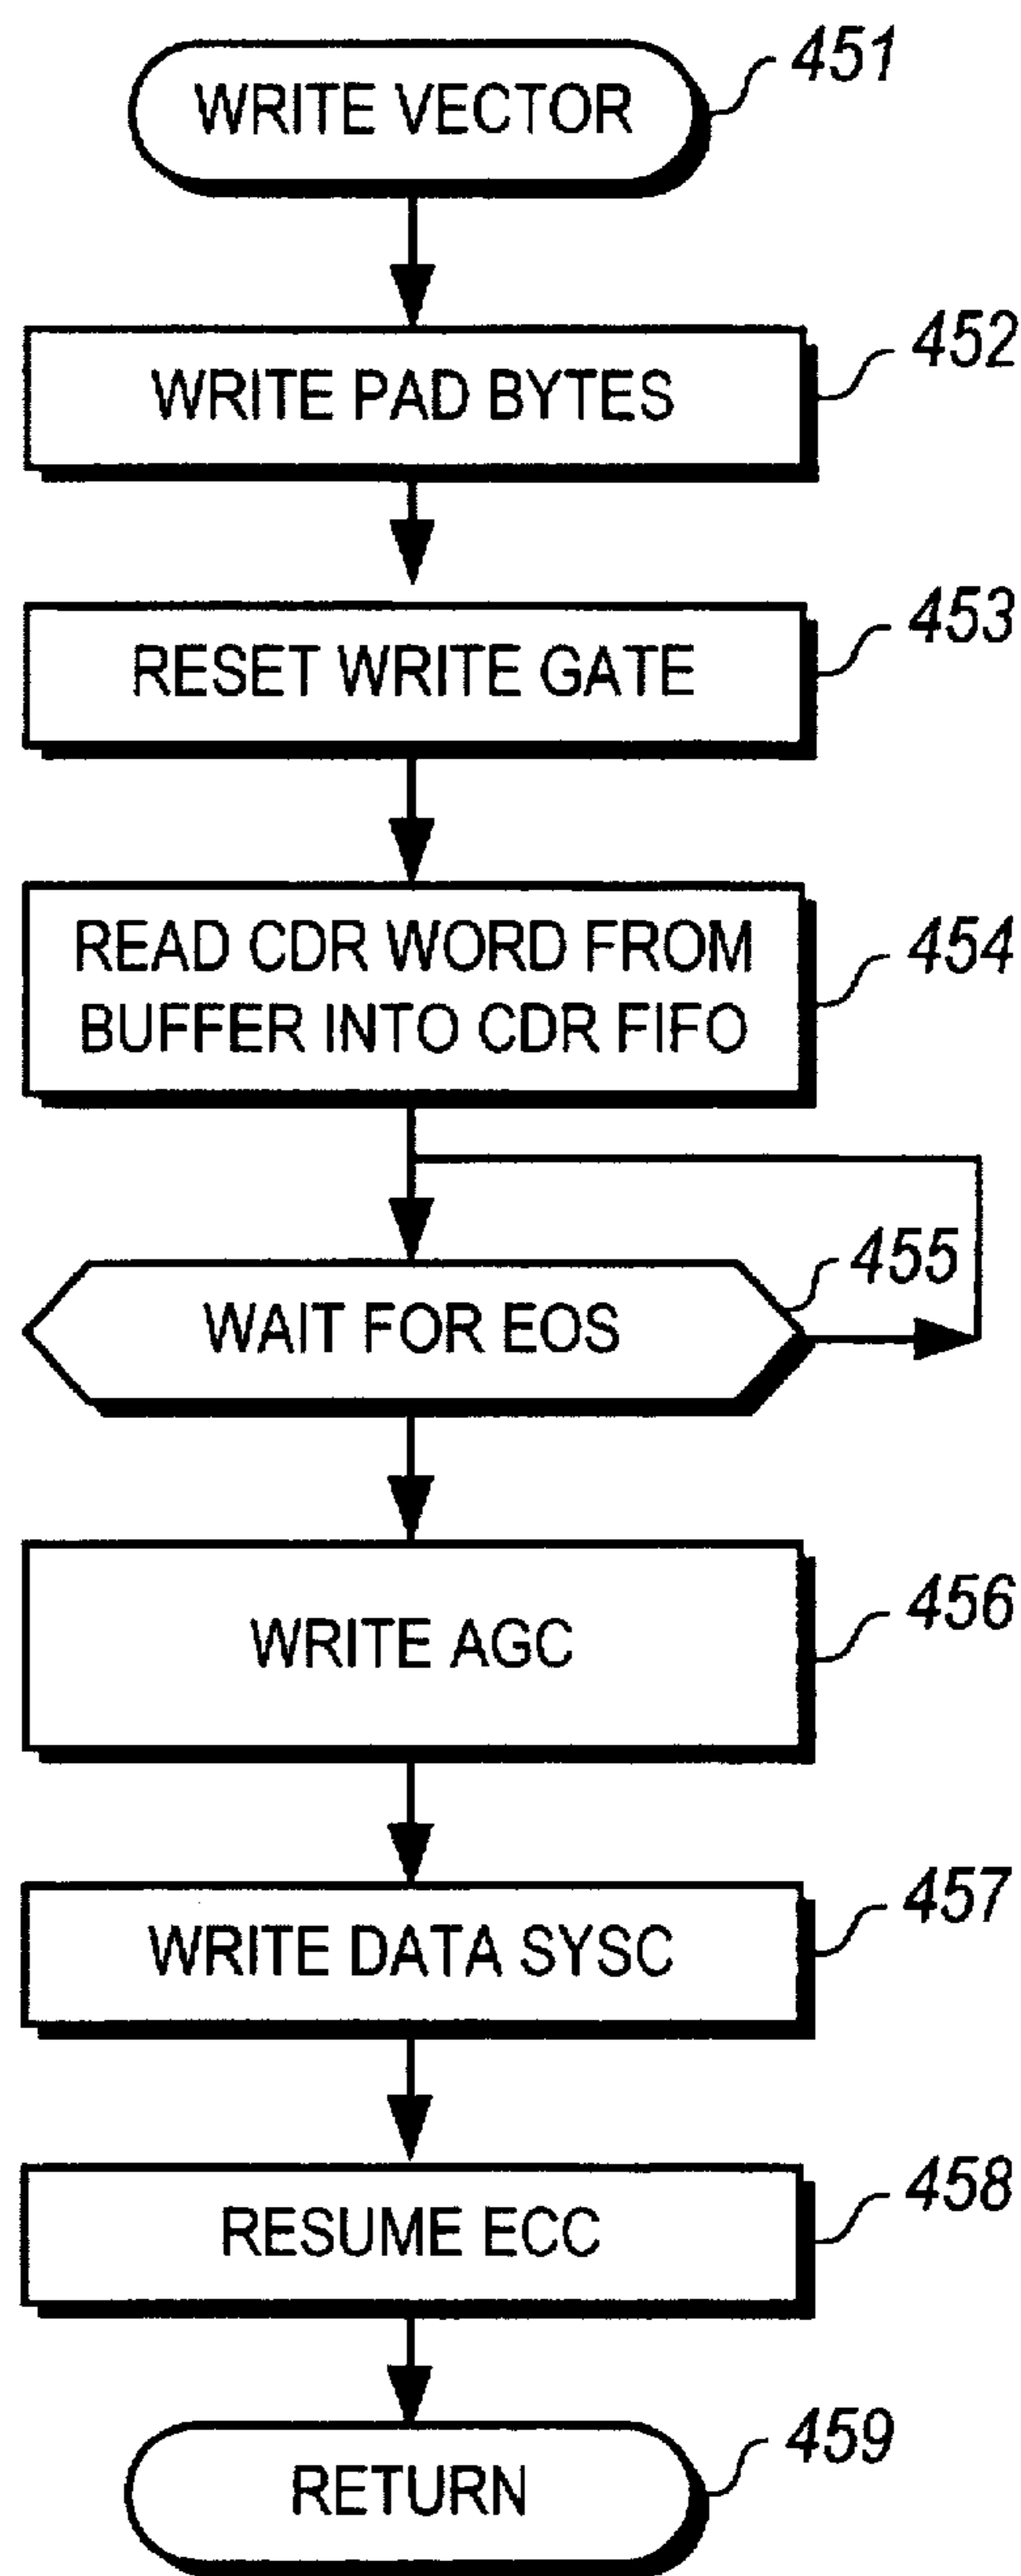 WRITE VECTOR
451
WRITE PAD BYTES
452
RESET WRITE GATE
453
READ CDR WORD FROM
BUFFER INTO CDR FIFO
454
WAIT FOR EOS
455
WRITE AGC
456
WRITE DATA SYSC
457
RESUME ECC
458
RETURN
459